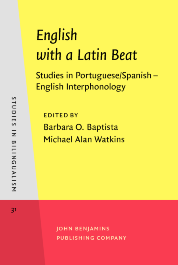 English
with a Latin Beat
Studies in Portuguese/Spanish –
English Interphonology
EDITED BY
Barbara O. Baptista
Michael Alan Watkins
STUDIES IN BILINGUALISM
31
JOHN BENJAMINS
PUBLISHING COMPANY